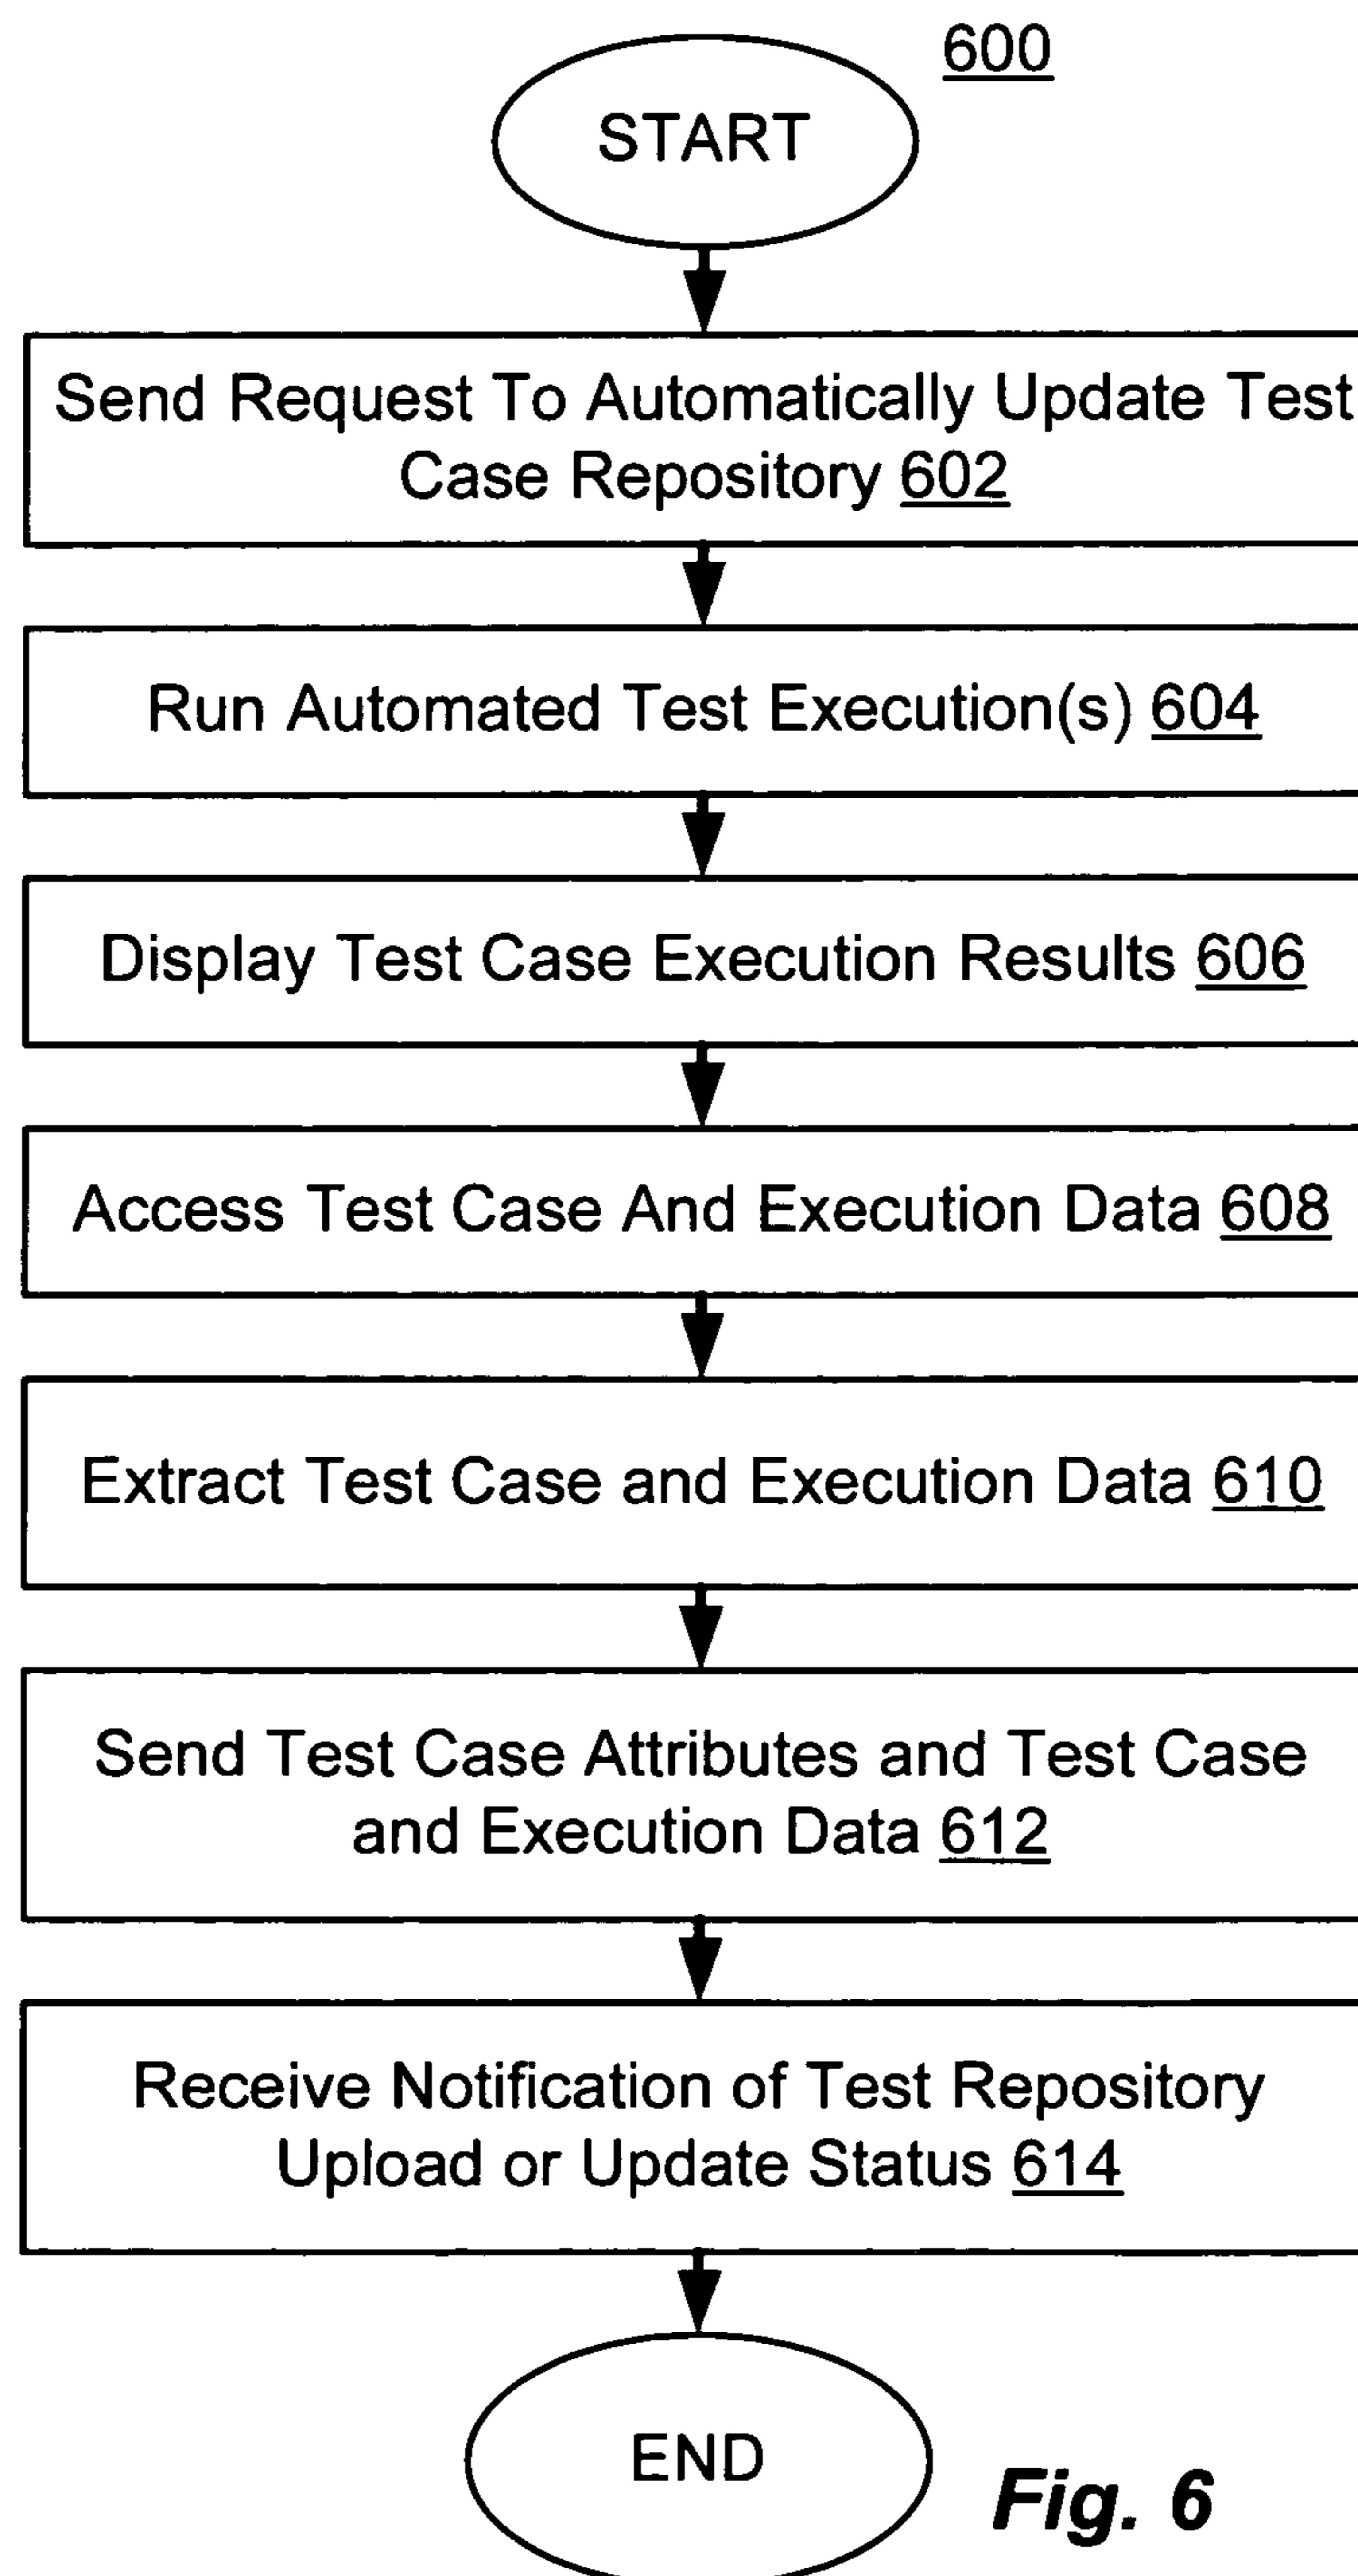 600
START
Send Request To Automatically Update Test
Case Repository 602
Run Automated Test Execution(s) 604
Display Test Case Execution Results 606
Access Test Case And Execution Data 608
Extract Test Case and Execution Data 610
Send Test Case Attributes and Test Case
and Execution Data 612
Receive Notification of Test Repository
Upload or Update Status 614
END
Fig. 6